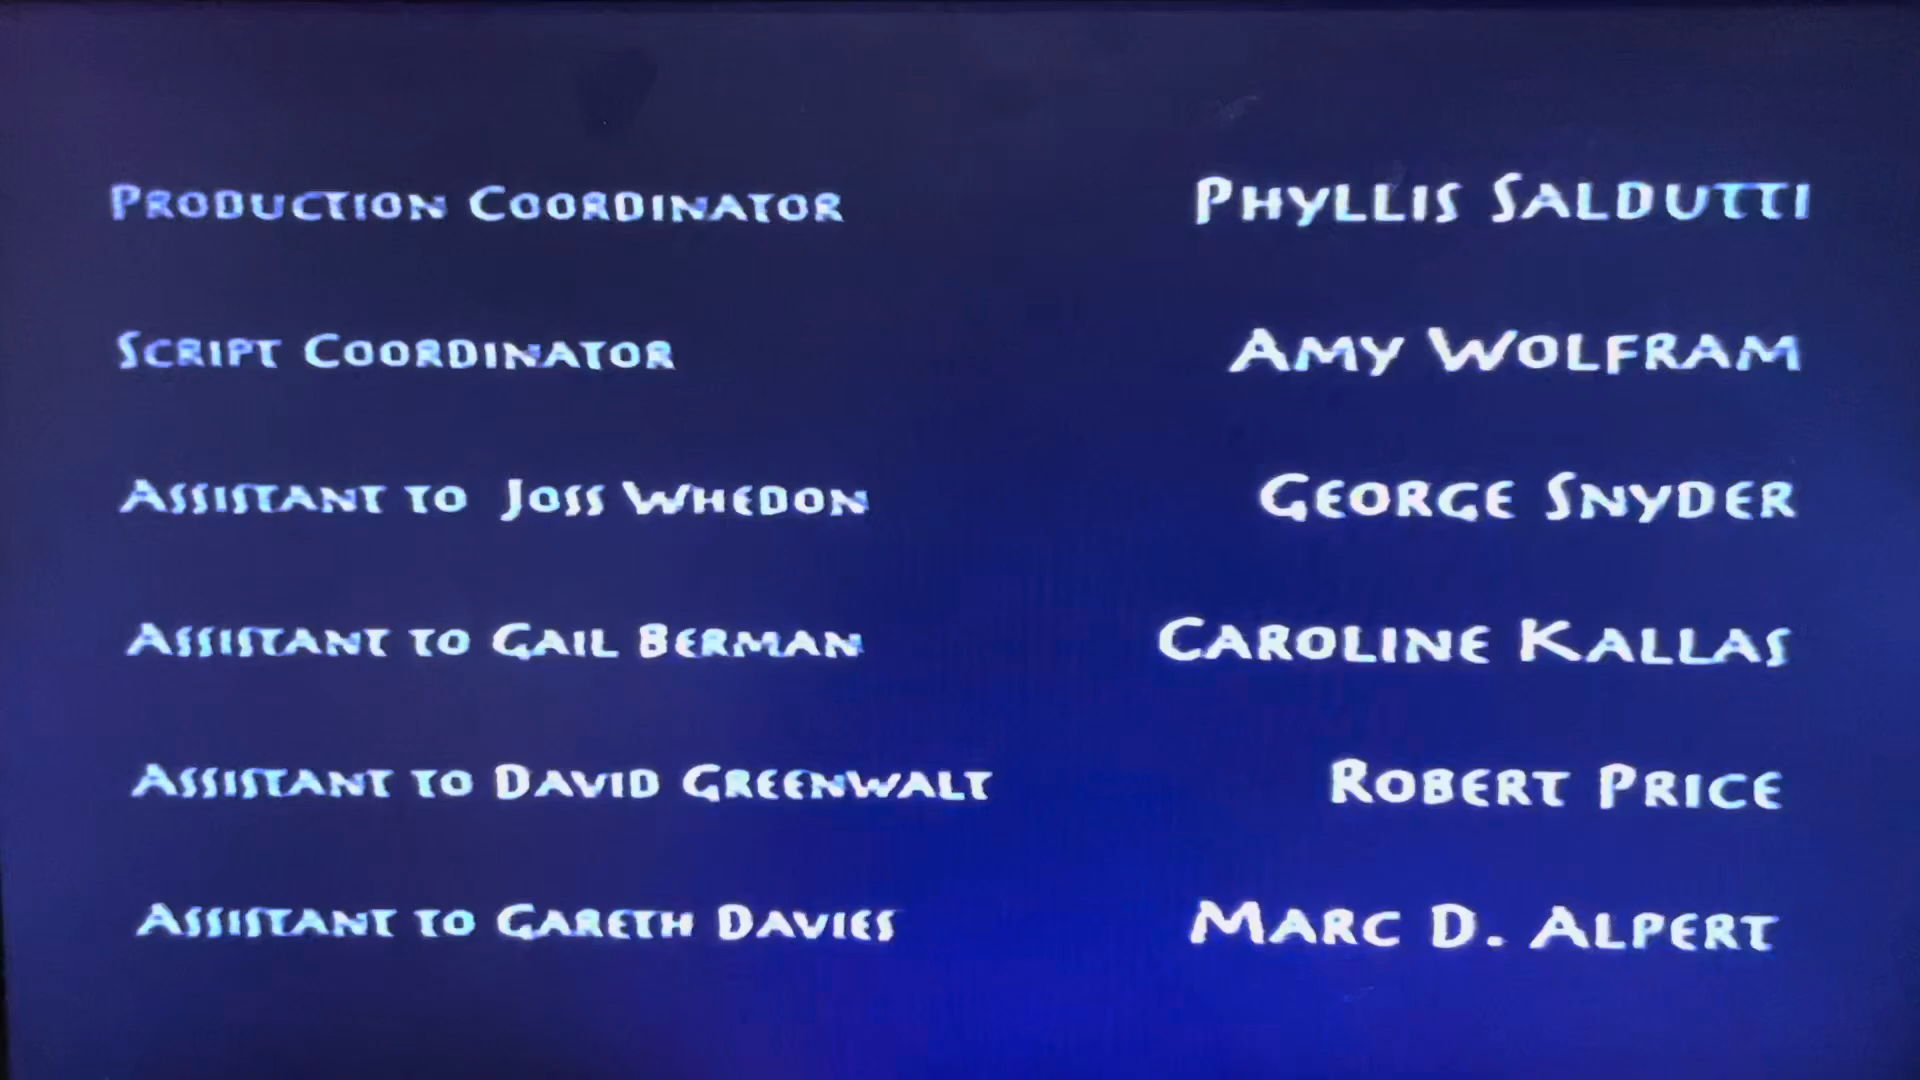 Production Coordinator Phyllis Saldutti
Script Coordinator Amy Wolfram
Assistant to Joss Whedon George Snyder
Assistant to Gail Berman Caroline Kallas
Assistant to David Greenwalt Robert Price
Assistant to Gareth Davies Marc D. Alpert